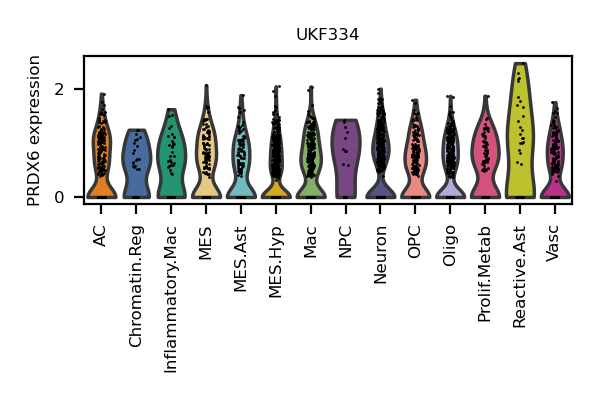 UKF334
PRDX6 expression
2
0
AC
Chromatin.Reg
Inflammatory.Mac
MES
MES.Ast
MES.Hyp
Mac
NPC
Neuron
OPC
Oligo
Prolif.Metab
Reactive.Ast
Vasc